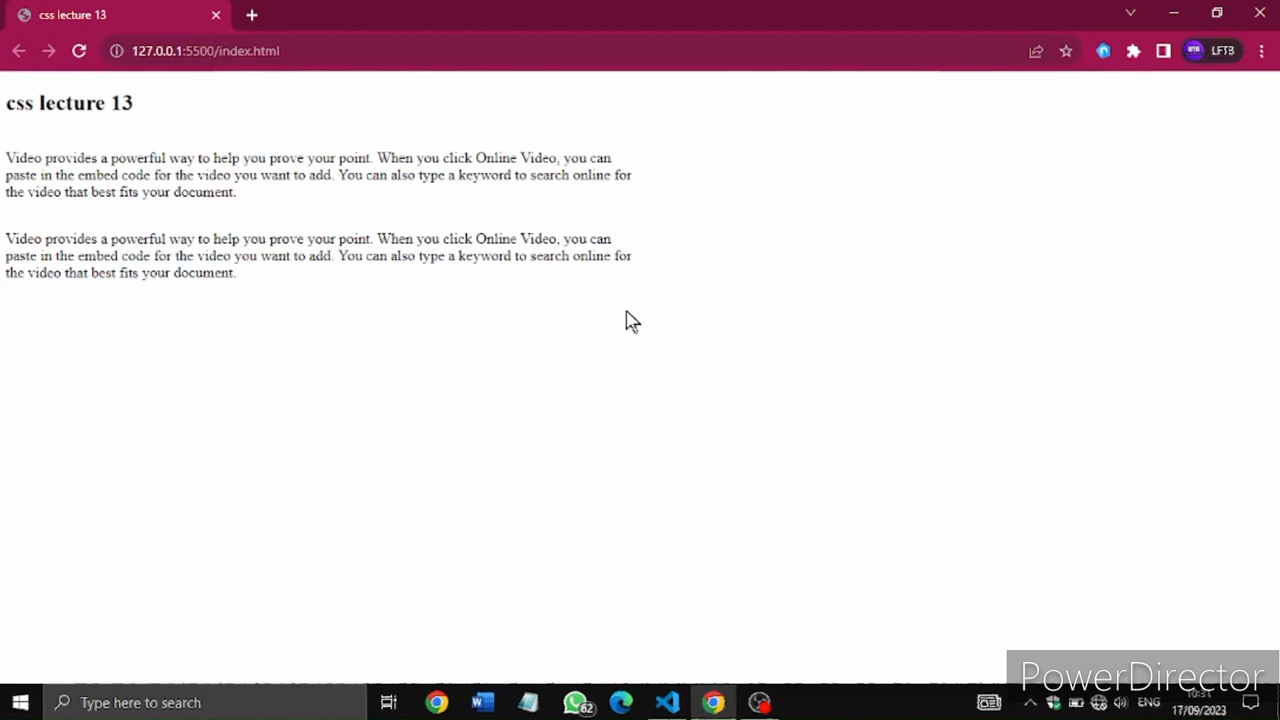 css lecture 13
127.0.0.1:5500/index.html
LFTB
css lecture 13
Video provides a powerful way to help you prove your point. When you click Online Video, you can
paste in the embed code for the video you want to add. You can also type a keyword to search online for
the video that best fits your document.
Video provides a powerful way to help you prove your point. When you click Online Video, you can
paste in the embed code for the video you want to add. You can also type a keyword to search online for
the video that best fits your document.
PowerDirector
Type here to search
62
ENG
17/09/2023